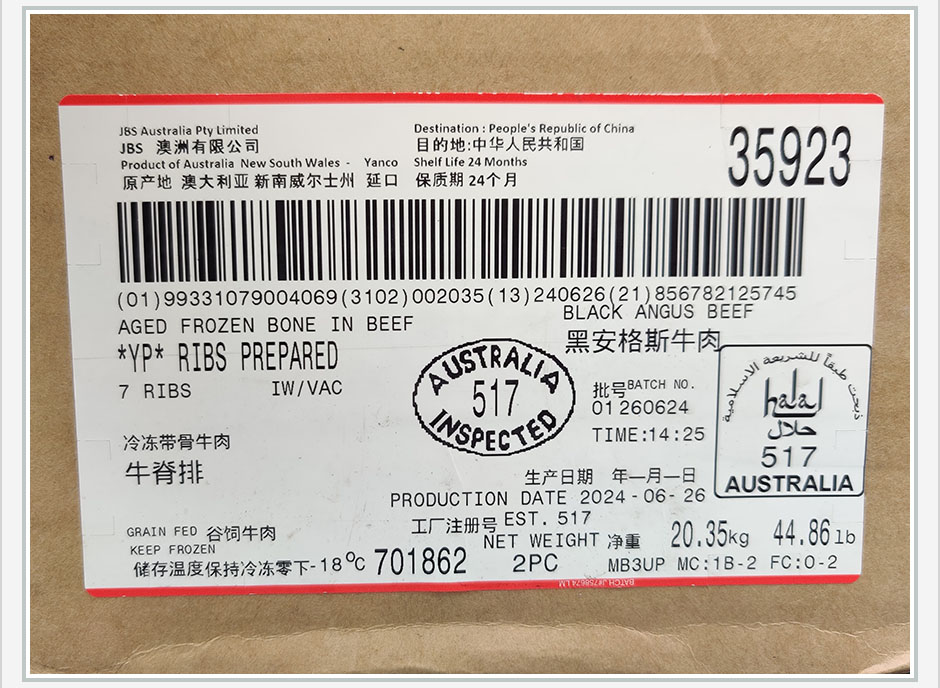 JBS Australia Pty Limited
JBS 澳洲有限公司
Product of Australia New South Wales - Yanco
原产地 澳大利亚 新南威尔士州 延口
Destination : People's Republic of China
目的地:中华人民共和国
Shelf Life 24 Months
保质期 24个月
35923
(01)99331079004069(3102)002035(13)240626(21)856782125745
AGED FROZEN BONE IN BEEF
BLACK ANGUS BEEF
黑安格斯牛肉
*YP* RIBS PREPARED
7 RIBS IW/VAC
AUSTRALIA
517
INSPECTED
批号BATCH NO.
01 260624
TIME:14:25
ذبحت طبقاً للشريعة الإسلامية
halal
حلال
517
AUSTRALIA
冷冻带骨牛肉
牛脊排
生产日期 年—月—日
PRODUCTION DATE 2024-06-26
工厂注册号 EST. 517
GRAIN FED 谷饲牛肉
NET WEIGHT 净重 20.35kg 44.86lb
KEEP FROZEN
储存温度保持冷冻零下-18°C 701862 2PC MB3UP MC:1B-2 FC:0-2